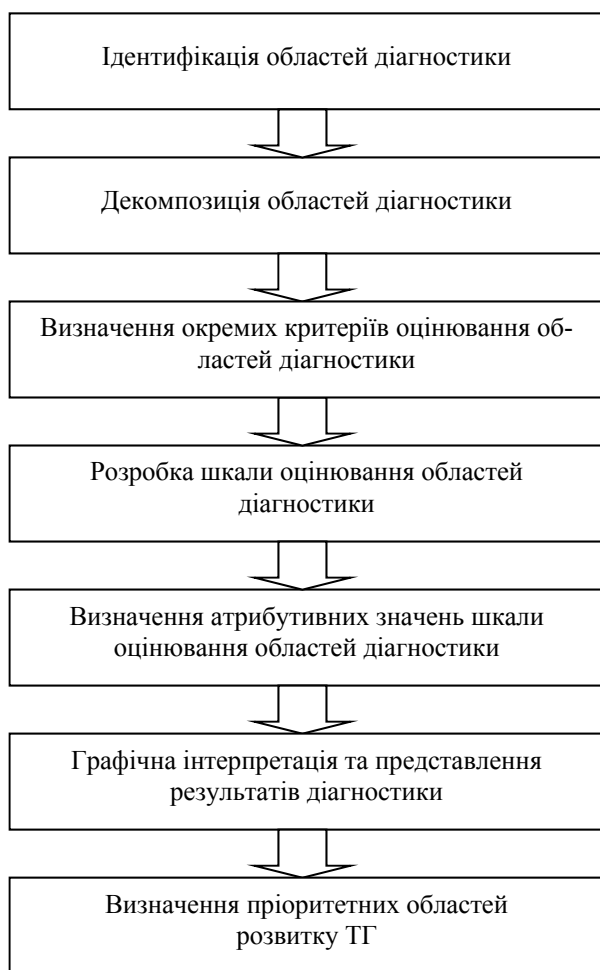 Ідентифікація областей діагностики
Декомпозиція областей діагностики
Визначення окремих критеріїв оцінювання об-
ластей діагностики
Розробка шкали оцінювання областей
діагностики
Визначення атрибутивних значень шкали
оцінювання областей діагностики
Графічна інтерпретація та представлення
результатів діагностики
Визначення пріоритетних областей
розвитку ТГ